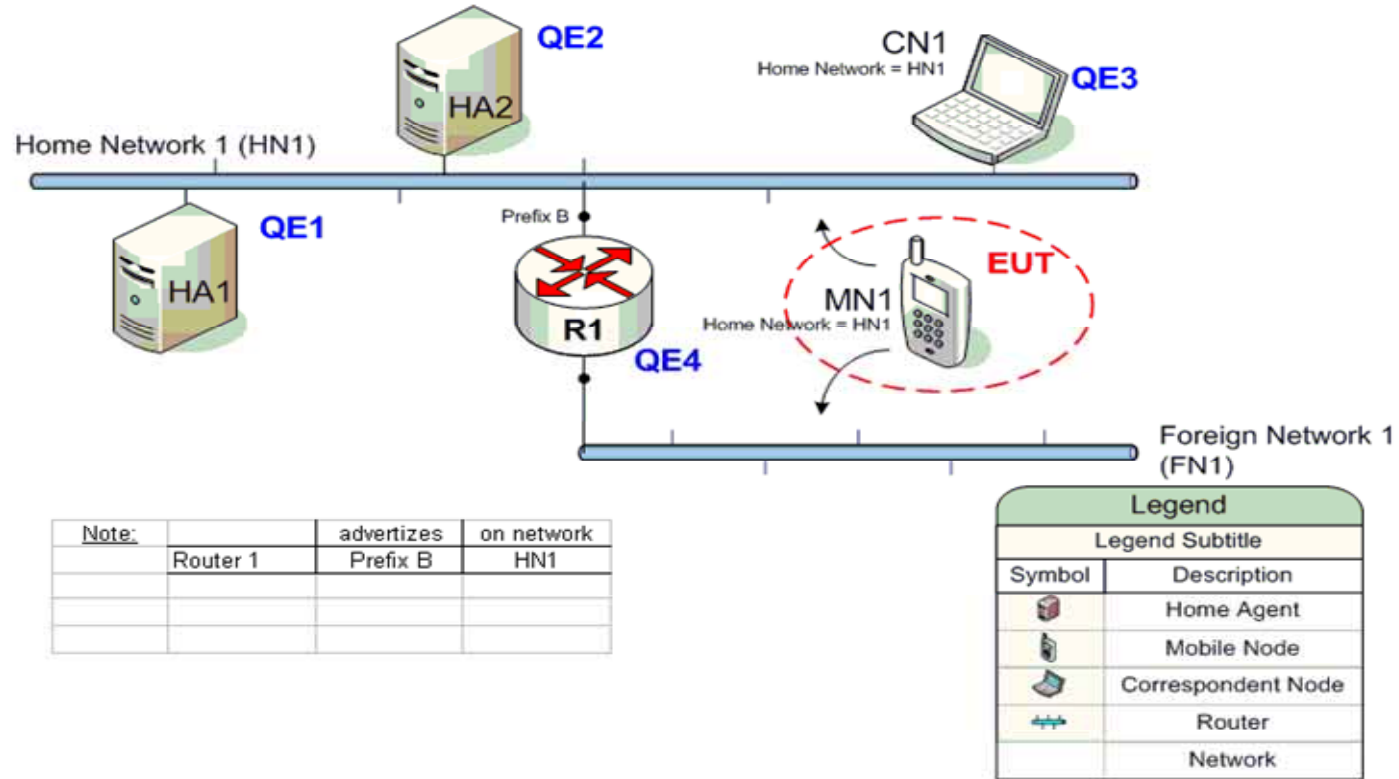 QE2
HA2
CN1
Home Network = HN1
QE3
Home Network 1 (HN1)
QE1
HA1
Prefix B
R1
QE4
EUT
MN1
Home Network = HN1
Foreign Network 1
(FN1)
Note: advertizes on network
Router 1 Prefix B HN1
Legend
Legend Subtitle
Symbol Description
Home Agent
Mobile Node
Correspondent Node
Router
Network